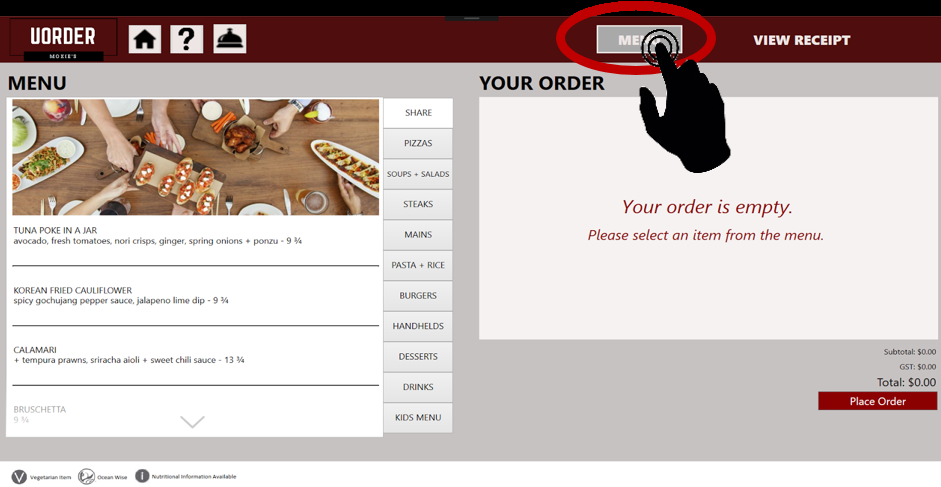 UORDER
MOXIE'S
?
VIEW RECEIPT
MENU
YOUR ORDER
SHARE
PIZZAS
SOUPS + SALADS
STEAKS
MAINS
PASTA + RICE
BURGERS
HANDHELDS
DESSERTS
DRINKS
KIDS MENU
TUNA POKE IN A JAR
avocado, fresh tomatoes, nori crisps, ginger, spring onions + ponzu - 9 ¾
KOREAN FRIED CAULIFLOWER
spicy gochujang pepper sauce, jalapeno lime dip - 9 ¾
CALAMARI
+ tempura prawns, sriracha aioli + sweet chili sauce - 13 ¾
BRUSCHETTA
9 ¾
Your order is empty.
Please select an item from the menu.
Subtotal: $0.00
GST: $0.00
Total: $0.00
Place Order
V Vegetarian Item
Ocean Wise
i Nutritional Information Available